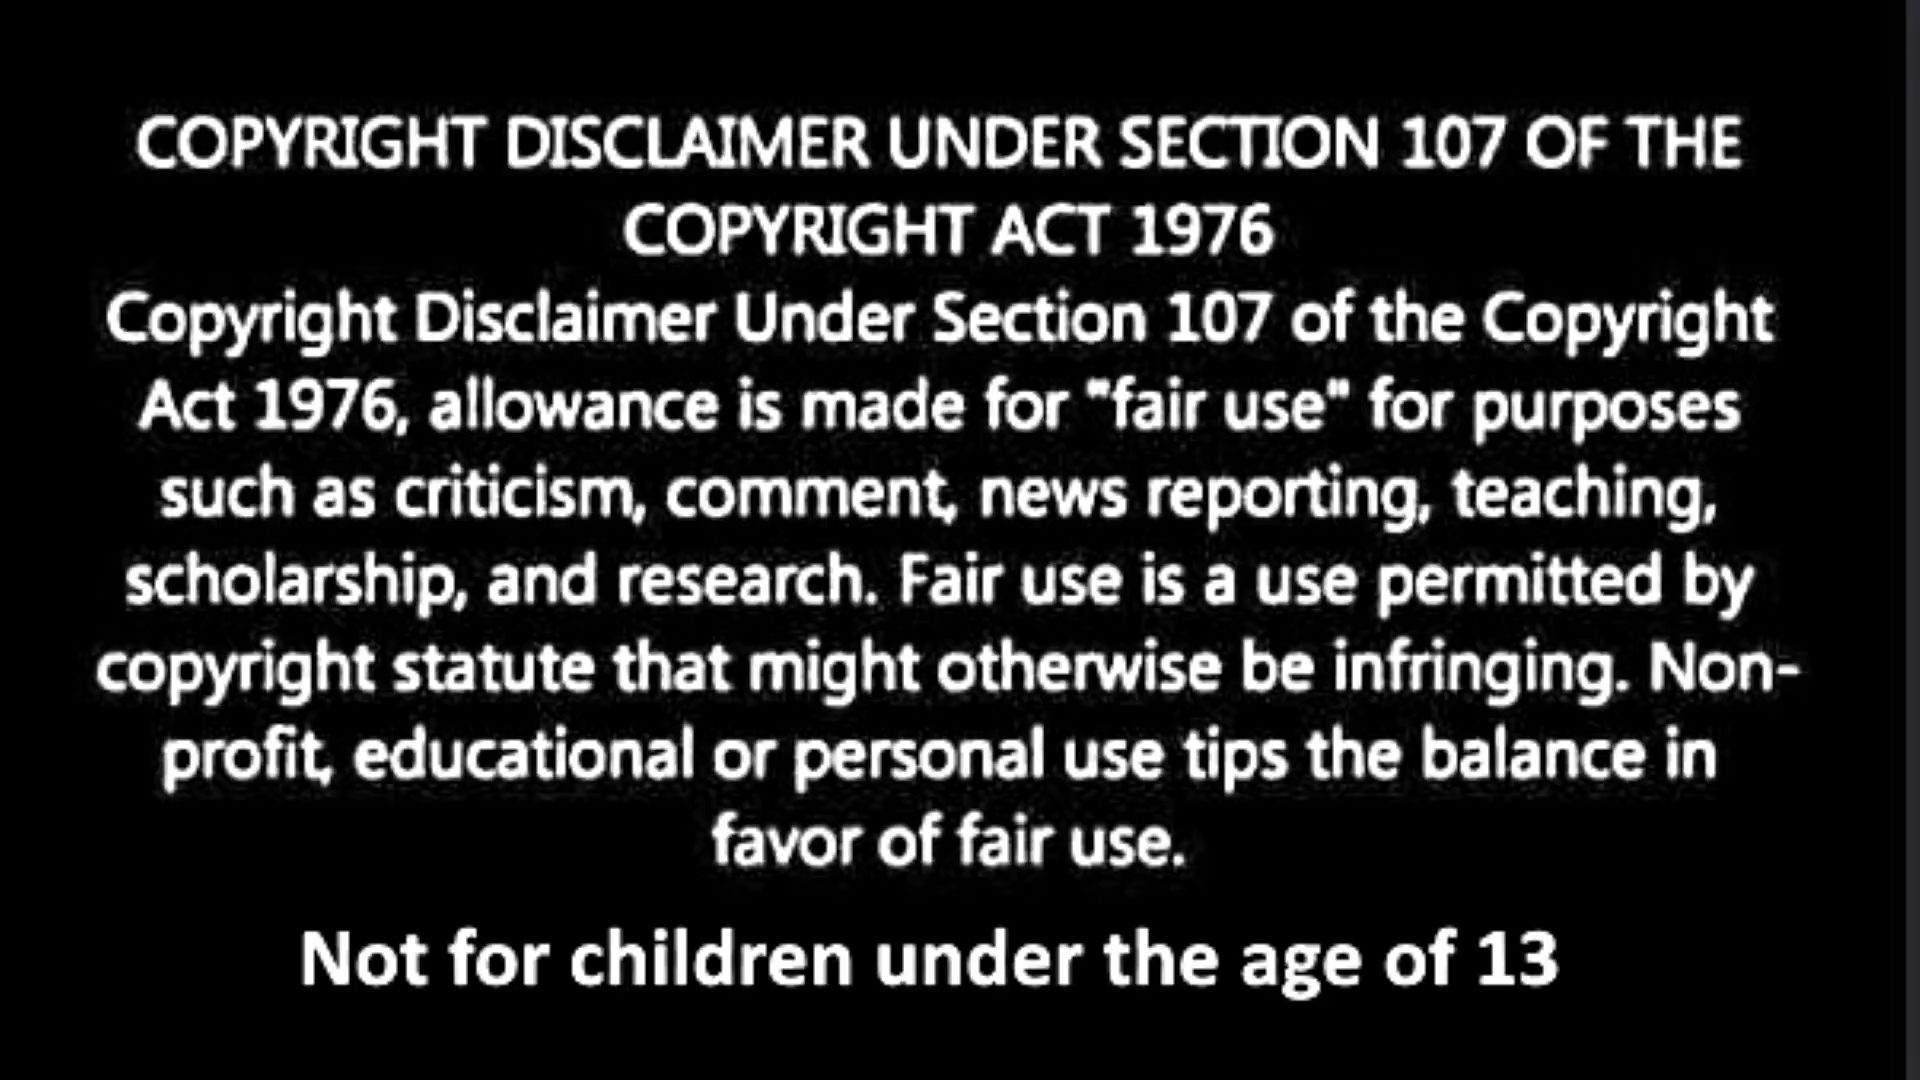 COPYRIGHT DISCLAIMER UNDER SECTION 107 OF THE
COPYRIGHT ACT 1976
Copyright Disclaimer Under Section 107 of the Copyright
Act 1976, allowance is made for "fair use" for purposes
such as criticism, comment, news reporting, teaching,
scholarship, and research. Fair use is a use permitted by
copyright statute that might otherwise be infringing. Non-
profit, educational or personal use tips the balance in
favor of fair use.
Not for children under the age of 13